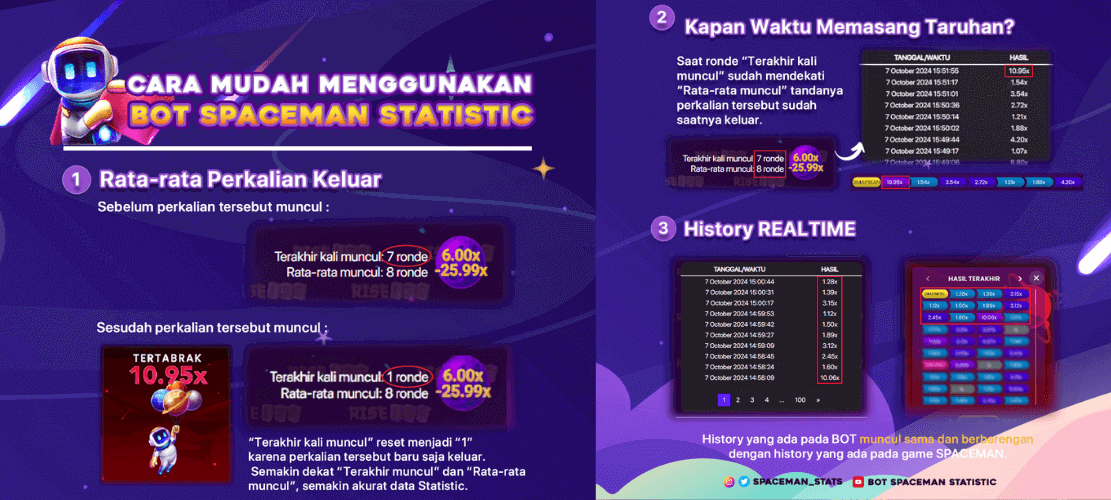 CARA MUDAH MENGGUNAKAN
BOT SPACEMAN STATISTIC
1 Rata-rata Perkalian Keluar
Sebelum perkalian tersebut muncul :
Terakhir kali muncul: 7 ronde
Rata-rata muncul: 8 ronde
6.00x
-25.99x
Sesudah perkalian tersebut muncul :
TERTABRAK
10.95x
Terakhir kali muncul: 1 ronde
Rata-rata muncul: 8 ronde
6.00x
-25.99x
“Terakhir kali muncul” reset menjadi “1”
karena perkalian tersebut baru saja keluar.
Semakin dekat “Terakhir muncul” dan “Rata-rata
muncul”, semakin akurat data Statistic.
2 Kapan Waktu Memasang Taruhan?
Saat ronde “Terakhir kali
muncul” sudah mendekati
“Rata-rata muncul” tandanya
perkalian tersebut sudah
saatnya keluar.
Terakhir kali muncul: 7 ronde
Rata-rata muncul: 8 ronde
6.00x
-25.99x
TANGGAL/WAKTU HASIL
7 October 2024 15:51:55 10.95x
7 October 2024 15:51:17 1.54x
7 October 2024 15:51:01 3.54x
7 October 2024 15:50:36 2.72x
7 October 2024 15:50:14 1.21x
7 October 2024 15:50:02 1.88x
7 October 2024 15:49:44 4.20x
7 October 2024 15:49:17 1.07x
7 October 2024 15:49:06 8.80x
10.95x 1.54x 3.54x 2.72x 1.21x 1.88x 4.20x
3 History REALTIME
TANGGAL/WAKTU HASIL
7 October 2024 15:00:44 1.28x
7 October 2024 15:00:31 1.39x
7 October 2024 15:00:17 3.15x
7 October 2024 14:59:53 1.12x
7 October 2024 14:59:42 1.50x
7 October 2024 14:59:27 1.89x
7 October 2024 14:59:09 3.12x
7 October 2024 14:58:45 2.45x
7 October 2024 14:58:24 1.60x
7 October 2024 14:58:09 10.06x
1 2 3 4 ... 100 »
< HASIL TERAKHIR > ×
1.28x 1.39x 3.15x
1.12x 1.50x 1.89x 3.12x
2.45x 1.60x 10.06x
History yang ada pada BOT muncul sama dan berbarengan
dengan history yang ada pada game SPACEMAN
SPACEMAN_STATS BOT SPACEMAN STATISTIC